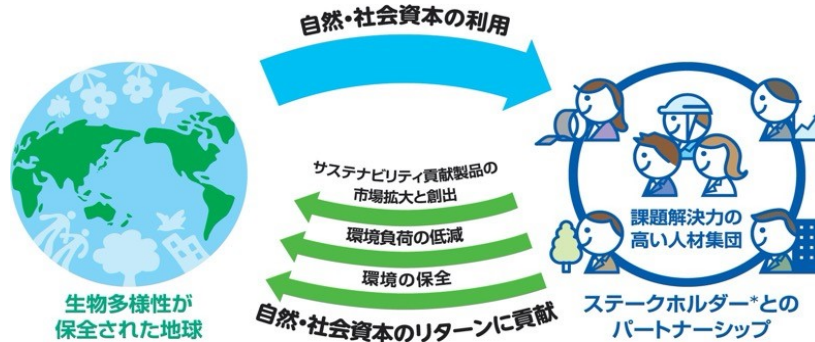 自然・社会資本の利用
サステナビリティ貢献製品の
市場拡大と創出
環境負荷の低減
環境の保全
自然・社会資本のリターンに貢献
生物多様性が
保全された地球
課題解決力の
高い人材集団
ステークホルダー*との
パートナーシップ